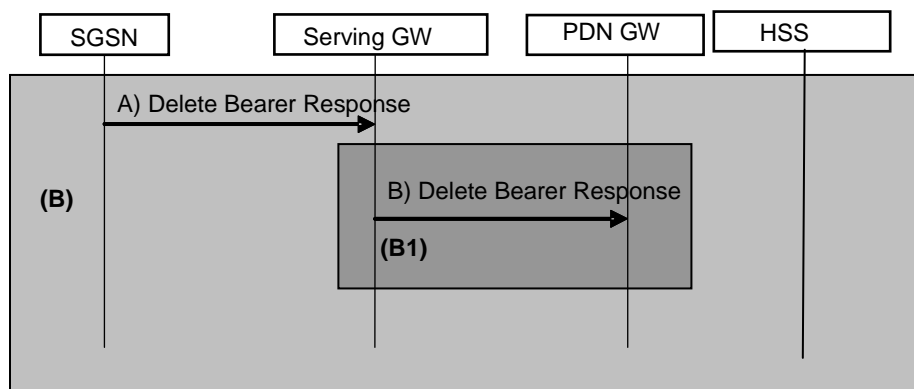 SGSN
Serving GW
PDN GW
HSS
A) Delete Bearer Response
(B)
B) Delete Bearer Response
(B1)